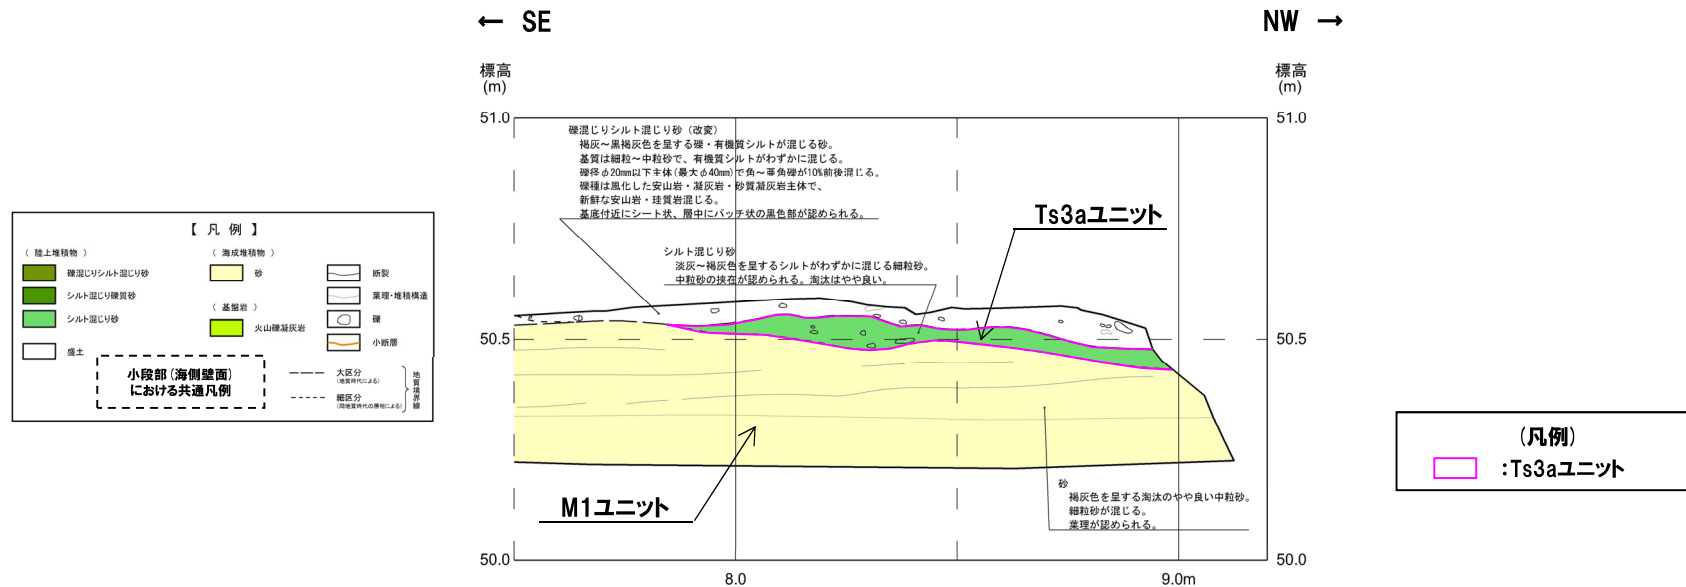 ← SE
NW →
標高
(m)
標高
(m)
51.0
51.0
礫混じりシルト混じり砂（改変）
褐灰～黒褐灰色を呈する礫・有機質シルトが混じる砂。
基質は細粒～中粒砂で、有機質シルトがわずかに混じる。
礫径φ20mm以下主体(最大φ40mm)で角～亜角礫が10%前後混じる。
礫種は風化した安山岩・凝灰岩・砂質凝灰岩主体で、
新鮮な安山岩・珪質岩混じる。
基底付近にシート状、層中にパッチ状の黒色部が認められる。
Ts3aユニット
シルト混じり砂
淡灰～褐灰色を呈するシルトがわずかに混じる細粒砂。
中粒砂の挟在が認められる。淘汰はやや良い。
50.5
50.5
M1ユニット
砂
褐灰色を呈する淘汰のやや良い中粒砂。
細粒砂が混じる。
葉理が認められる。
50.0
50.0
8.0
9.0m
【 凡 例 】
（ 陸上堆積物 ）
礫混じりシルト混じり砂
シルト混じり礫質砂
シルト混じり砂
盛土
（ 海成堆積物 ）
砂
（ 基盤岩 ）
火山礫凝灰岩
断裂
葉理・堆積構造
礫
小断層
小段部（海側壁面）
における共通凡例
大区分
(地質時代による)
細区分
(同地質時代の層相による)
地質境界線
（凡例）
：Ts3aユニット